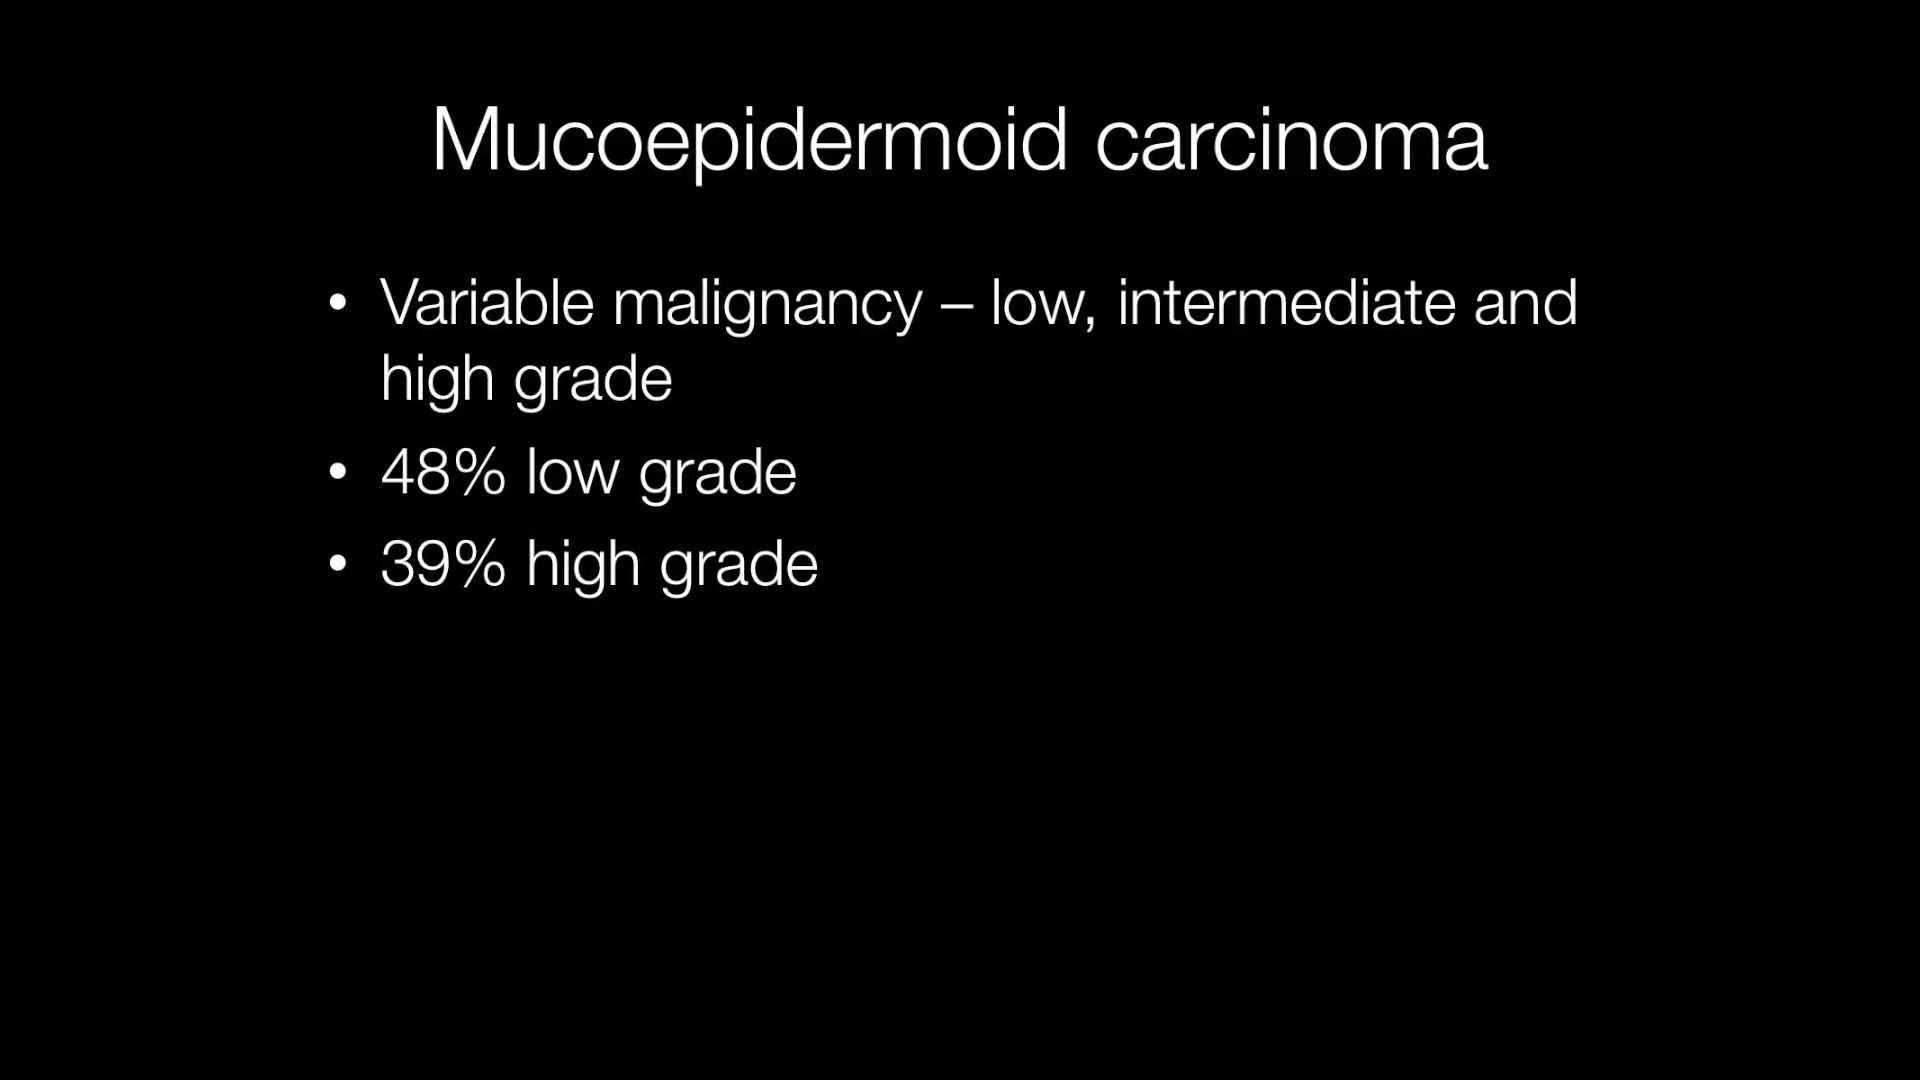 Mucoepidermoid carcinoma
• Variable malignancy – low, intermediate and
high grade
• 48% low grade
• 39% high grade